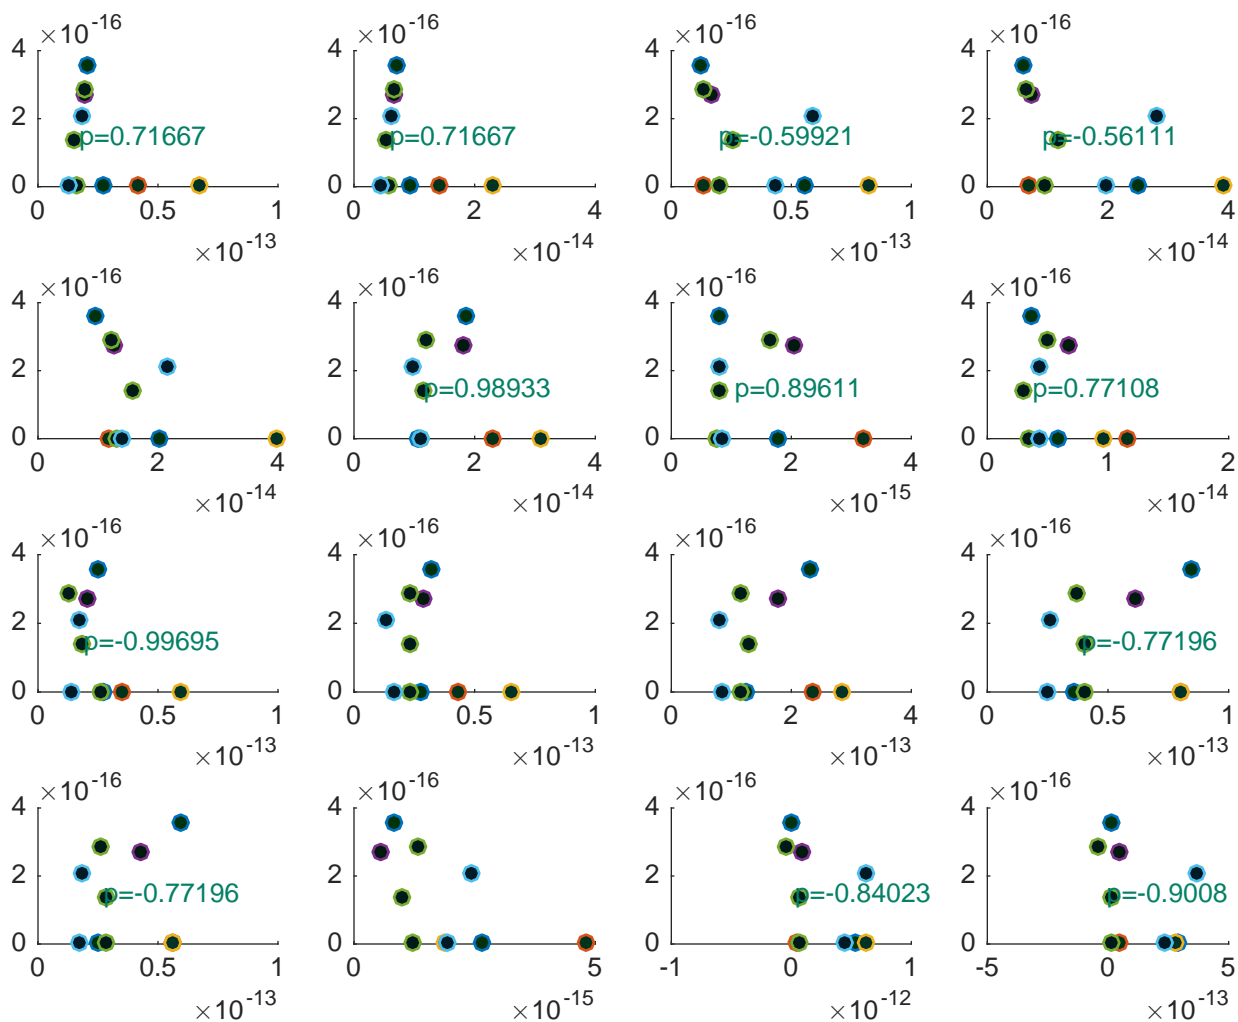 ×10-16 ×10-16 ×10-16 ×10-16
4 4 4 4
2 2 2 2
p=0.71667 p=0.71667 p=-0.59921 p=-0.56111
0 0 0 0
0 0.5 1 0 2 4 0 0.5 1 0 2 4
×10-13 ×10-14 ×10-13 ×10-14
×10-16 ×10-16 ×10-16 ×10-16
4 4 4 4
2 2 2 2
p=0.98933 p=0.89611 p=0.77108
0 0 0 0
0 2 4 0 2 4 0 2 4 0 1 2
×10-14 ×10-14 ×10-15 ×10-14
×10-16 ×10-16 ×10-16 ×10-16
4 4 4 4
2 2 2 2
p=-0.99695 p=-0.77196
0 0 0 0
0 0.5 1 0 0.5 1 0 2 4 0 0.5 1
×10-13 ×10-13 ×10-13 ×10-13
×10-16 ×10-16 ×10-16 ×10-16
4 4 4 4
2 2 2 2
p=-0.77196 p=-0.84023 p=-0.9008
0 0 0 0
0 0.5 1 0 5 -1 0 1 -5 0 5
×10-13 ×10-15 ×10-12 ×10-13